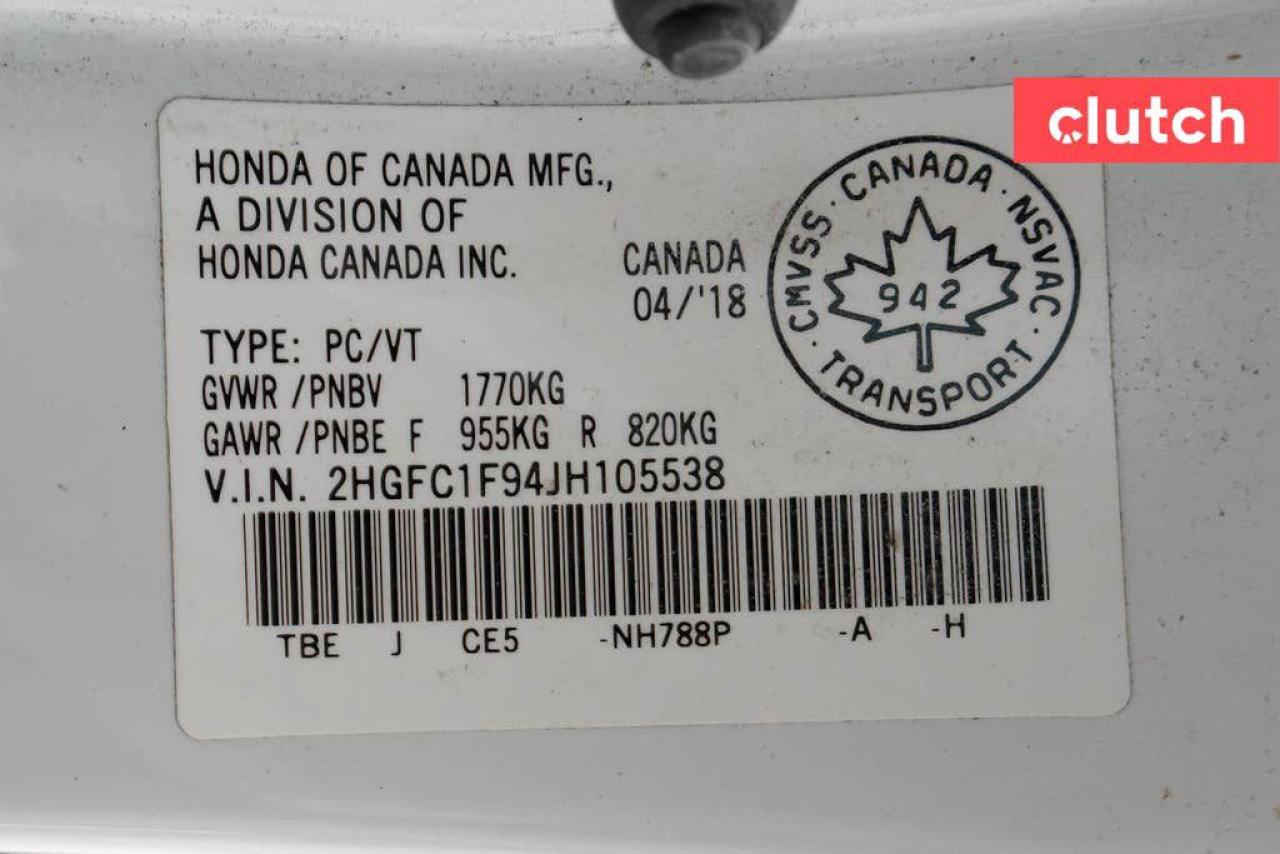 clutch
HONDA OF CANADA MFG.,
A DIVISION OF
HONDA CANADA INC.
CANADA
04/'18
CMVSS · CANADA · NSVAC · TRANSPORT ·
942
TYPE: PC/VT
GVWR /PNBV 1770KG
GAWR /PNBE F 955KG R 820KG
V.I.N. 2HGFC1F94JH105538
TBE J CE5 -NH788P -A -H